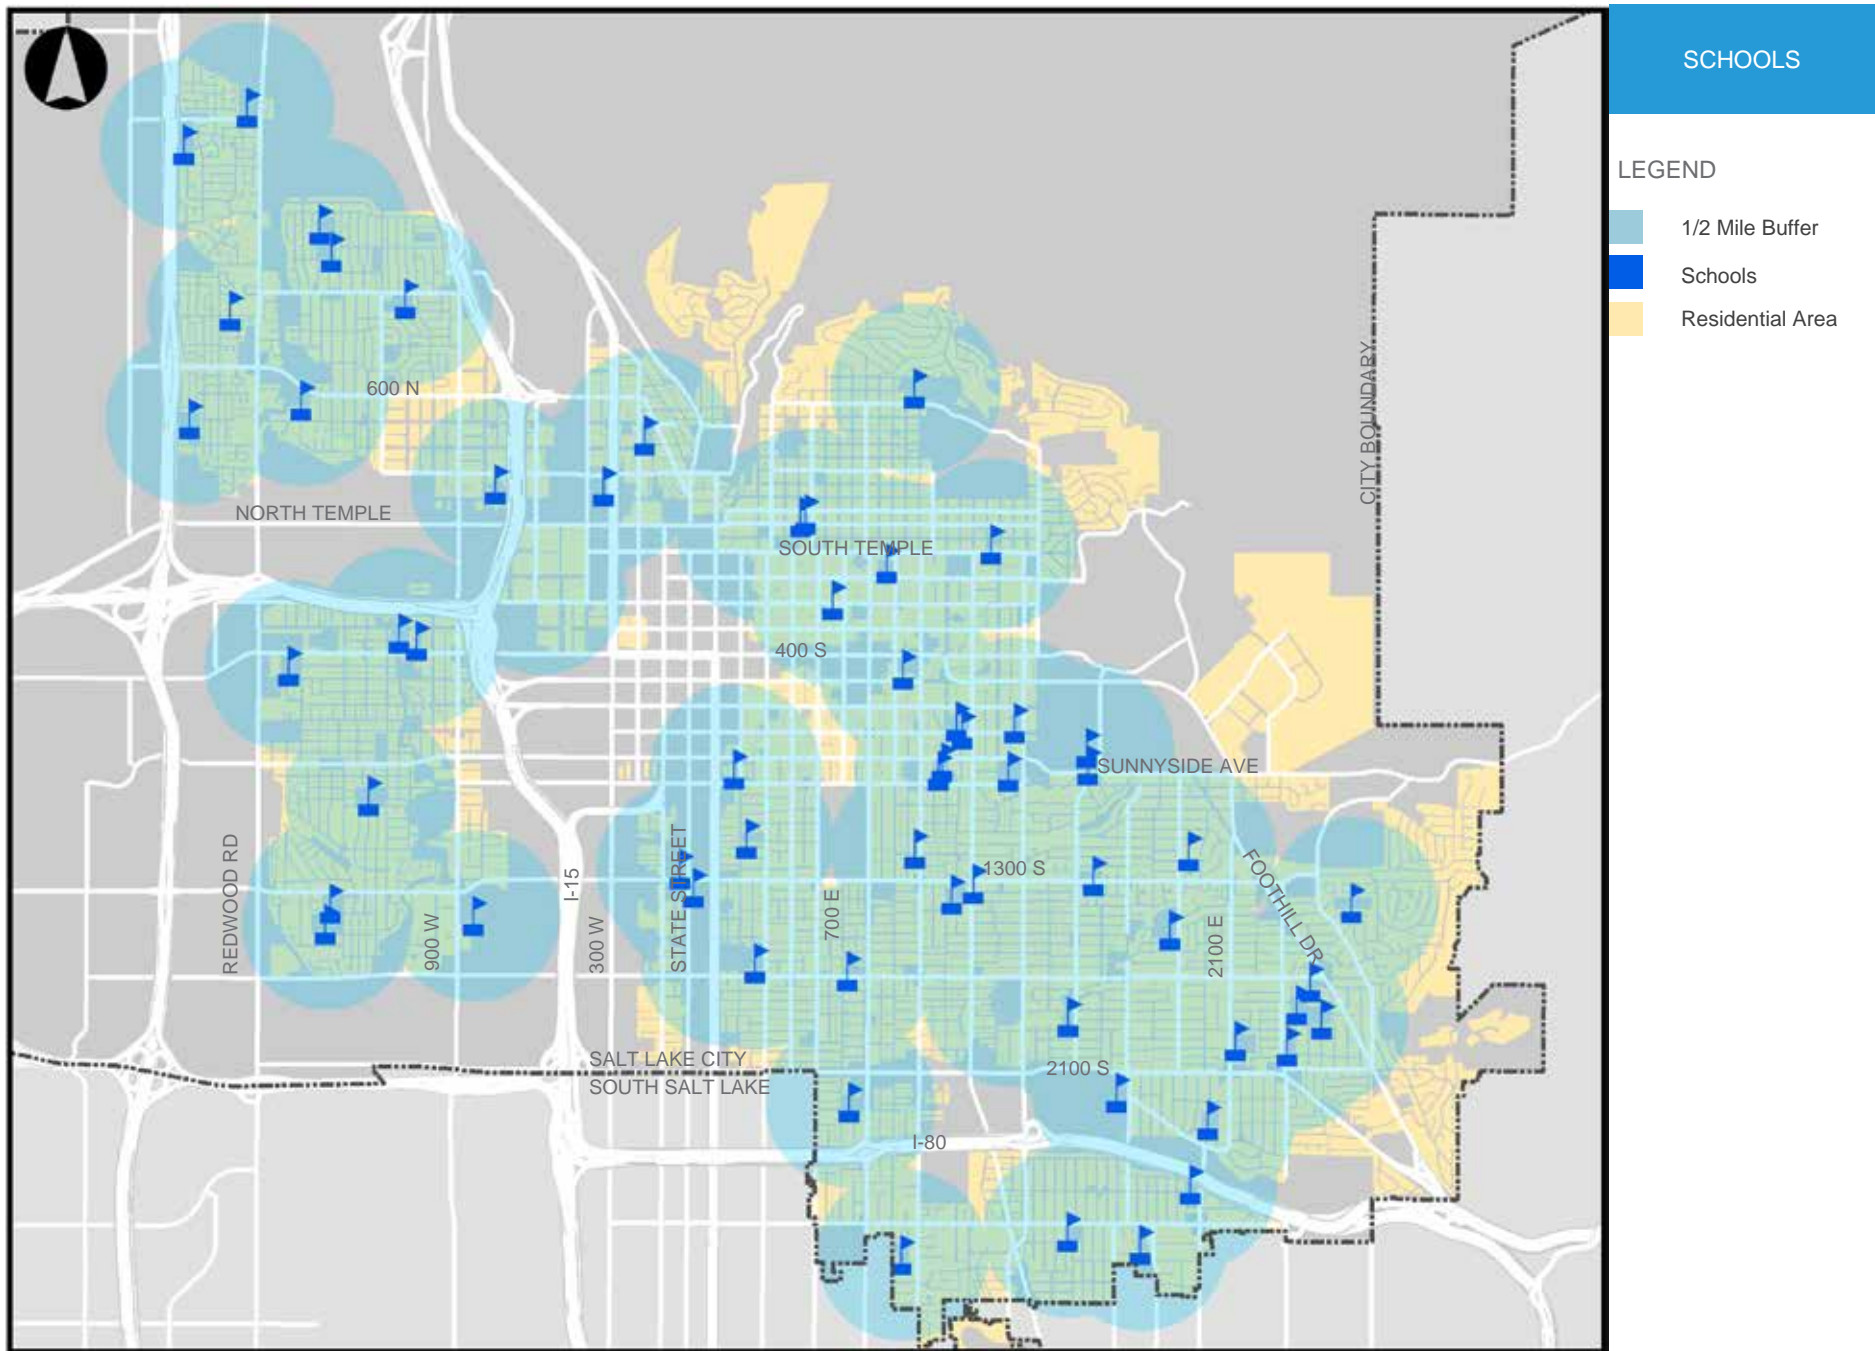 SCHOOLS
LEGEND
1/2 Mile Buffer
Schools
Residential Area
CITY BOUNDARY
600 N
NORTH TEMPLE
SOUTH TEMPLE
400 S
SUNNYSIDE AVE
REDWOOD RD
900 W
I-15
300 W
STATE STREET
700 E
1300 S
2100 E
FOOTHILL DR
SALT LAKE CITY
SOUTH SALT LAKE
2100 S
I-80